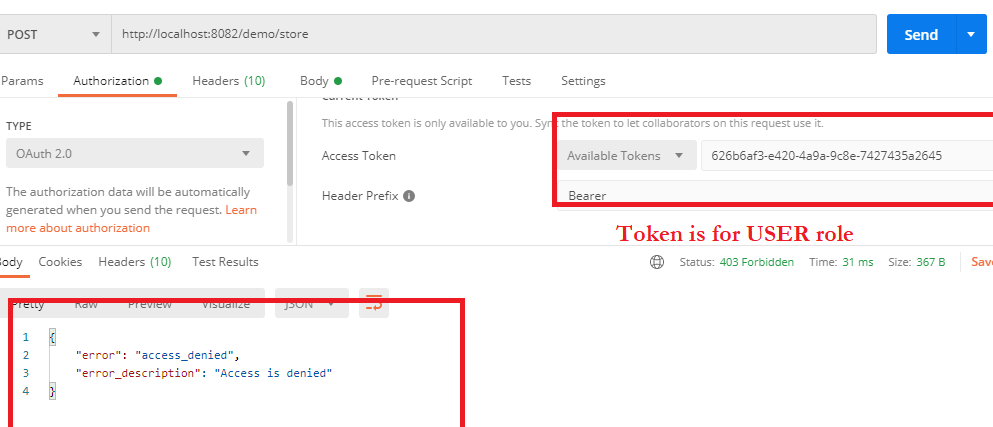 POST http://localhost:8082/demo/store Send
Params Authorization Headers (10) Body Pre-request Script Tests Settings
Current Token
TYPE
This access token is only available to you. Sync the token to let collaborators on this request use it.
OAuth 2.0
Access Token Available Tokens 626b6af3-e420-4a9a-9c8e-7427435a2645
The authorization data will be automatically
generated when you send the request. Learn
more about authorization
Header Prefix i Bearer
Token is for USER role
Body Cookies Headers (10) Test Results Status: 403 Forbidden Time: 31 ms Size: 367 B Save
Pretty Raw Preview Visualize JSON
1 {
2 "error": "access_denied",
3 "error_description": "Access is denied"
4 }